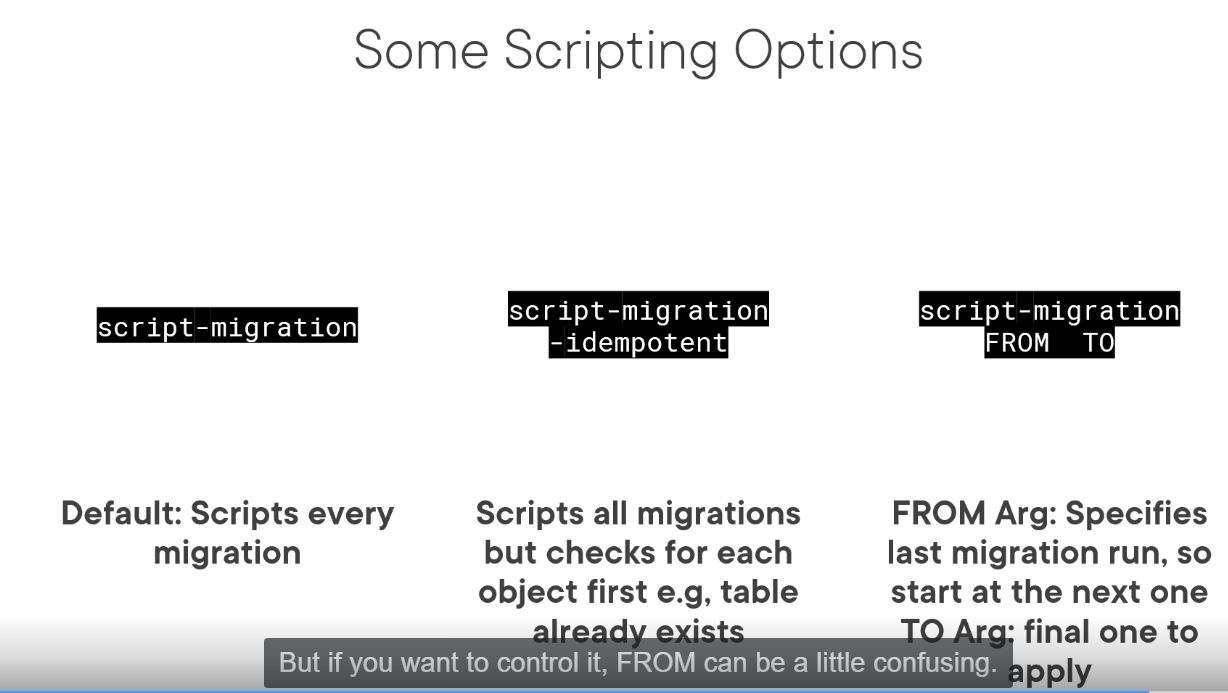 Some Scripting Options
script-migration
script-migration
-idempotent
script-migration
FROM TO
Default: Scripts every
migration
Scripts all migrations
but checks for each
object first e.g, table
already exists
FROM Arg: Specifies
last migration run, so
start at the next one
TO Arg: final one to
apply
But if you want to control it, FROM can be a little confusing.